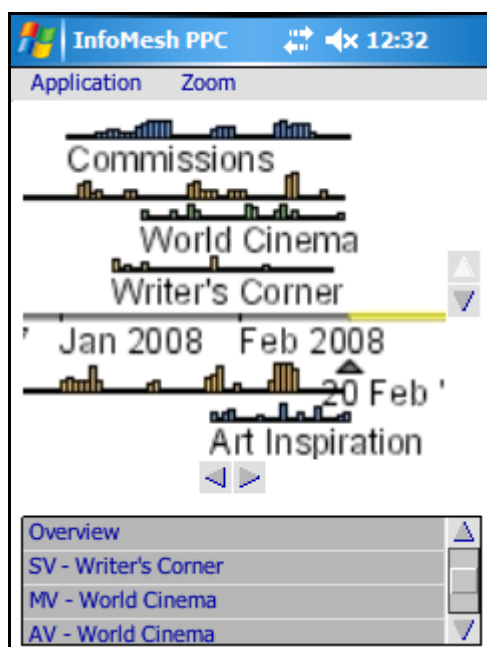 InfoMesh PPC 12:32
Application Zoom
Commissions
World Cinema
Writer's Corner
7 Jan 2008 Feb 2008
20 Feb '
Art Inspiration
Overview
SV - Writer's Corner
MV - World Cinema
AV - World Cinema